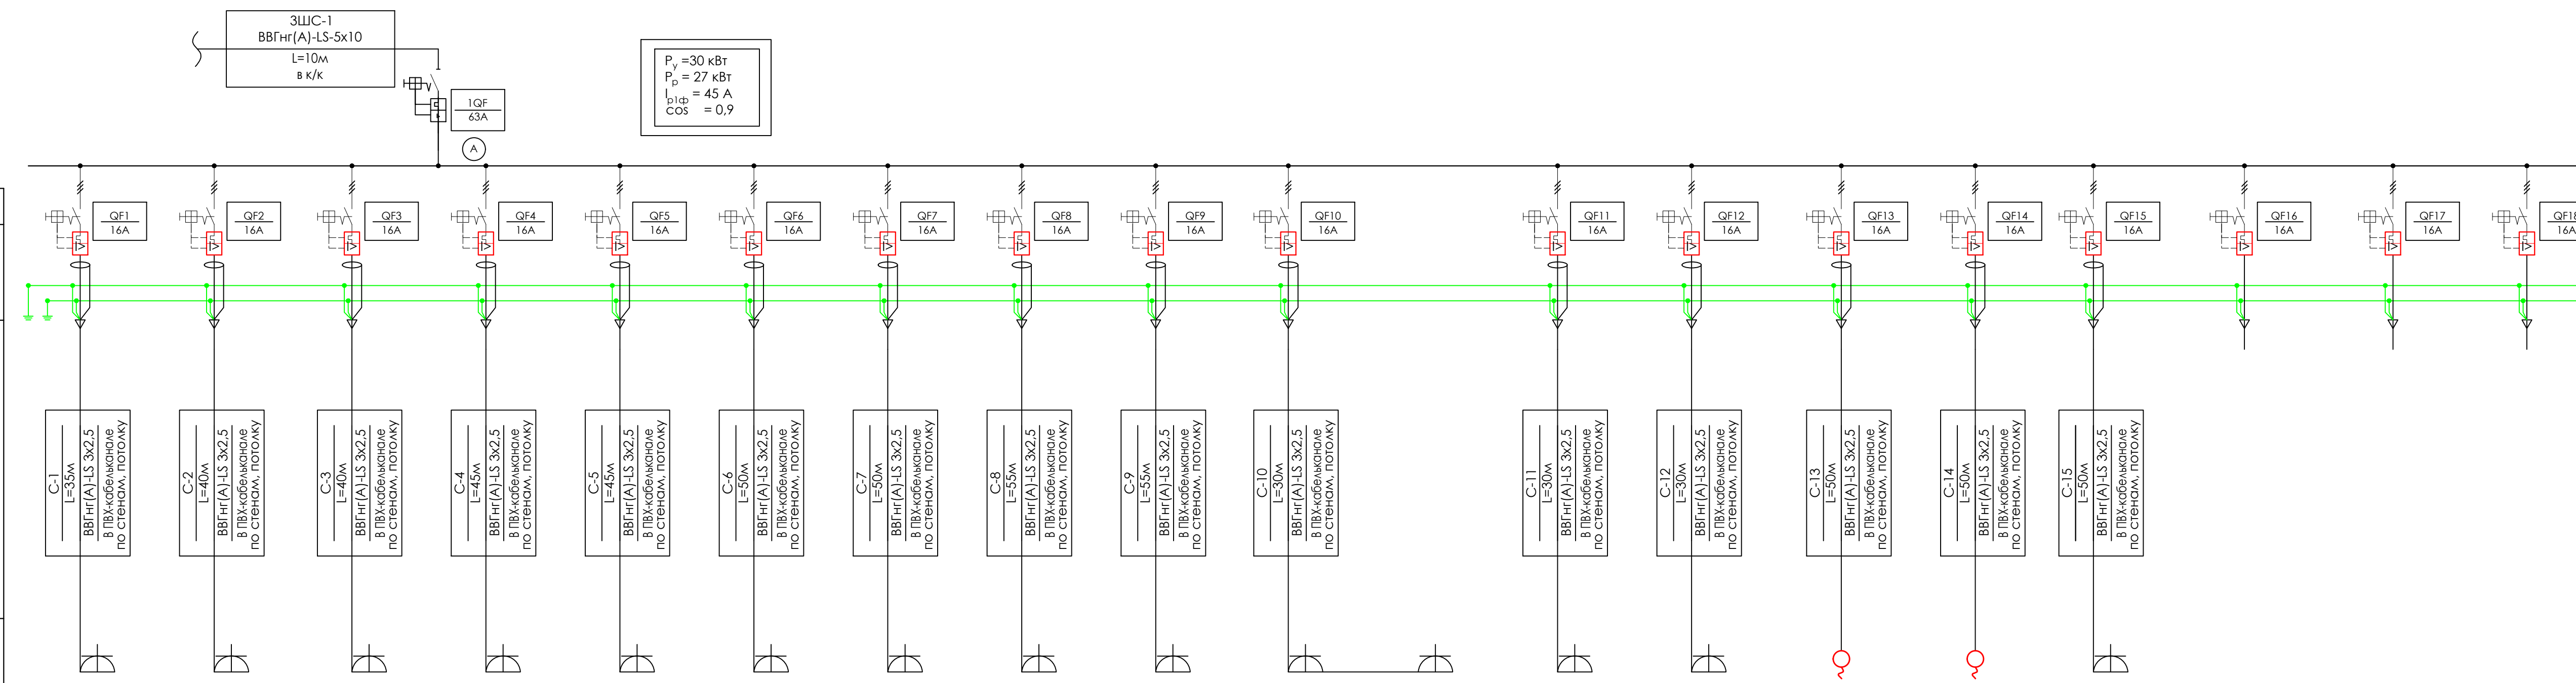 ЗЩС-1
ВВГнг(А)-LS-5х10
L=10м
в к/к
1QF
63А
А
Pу =30 кВт
Pр = 27 кВт
Iр1ф = 45 А
cos = 0,9
QF1
16А
QF2
16А
QF3
16А
QF4
16А
QF5
16А
QF6
16А
QF7
16А
QF8
16А
QF9
16А
QF10
16А
QF11
16А
QF12
16А
QF13
16А
QF14
16А
QF15
16А
QF16
16А
QF17
16А
QF18
16А
С-1
L=35м
ВВГнг(А)-LS 3х2,5
В ПВХ-кабельканале
по стенам, потолку
С-2
L=40м
ВВГнг(А)-LS 3х2,5
В ПВХ-кабельканале
по стенам, потолку
С-3
L=40м
ВВГнг(А)-LS 3х2,5
В ПВХ-кабельканале
по стенам, потолку
С-4
L=45м
ВВГнг(А)-LS 3х2,5
В ПВХ-кабельканале
по стенам, потолку
С-5
L=45м
ВВГнг(А)-LS 3х2,5
В ПВХ-кабельканале
по стенам, потолку
С-6
L=50м
ВВГнг(А)-LS 3х2,5
В ПВХ-кабельканале
по стенам, потолку
С-7
L=50м
ВВГнг(А)-LS 3х2,5
В ПВХ-кабельканале
по стенам, потолку
С-8
L=55м
ВВГнг(А)-LS 3х2,5
В ПВХ-кабельканале
по стенам, потолку
С-9
L=55м
ВВГнг(А)-LS 3х2,5
В ПВХ-кабельканале
по стенам, потолку
С-10
L=30м
ВВГнг(А)-LS 3х2,5
В ПВХ-кабельканале
по стенам, потолку
С-11
L=30м
ВВГнг(А)-LS 3х2,5
В ПВХ-кабельканале
по стенам, потолку
С-12
L=30м
ВВГнг(А)-LS 3х2,5
В ПВХ-кабельканале
по стенам, потолку
С-13
L=50м
ВВГнг(А)-LS 3х2,5
В ПВХ-кабельканале
по стенам, потолку
С-14
L=50м
ВВГнг(А)-LS 3х2,5
В ПВХ-кабельканале
по стенам, потолку
С-15
L=50м
ВВГнг(А)-LS 3х2,5
В ПВХ-кабельканале
по стенам, потолку